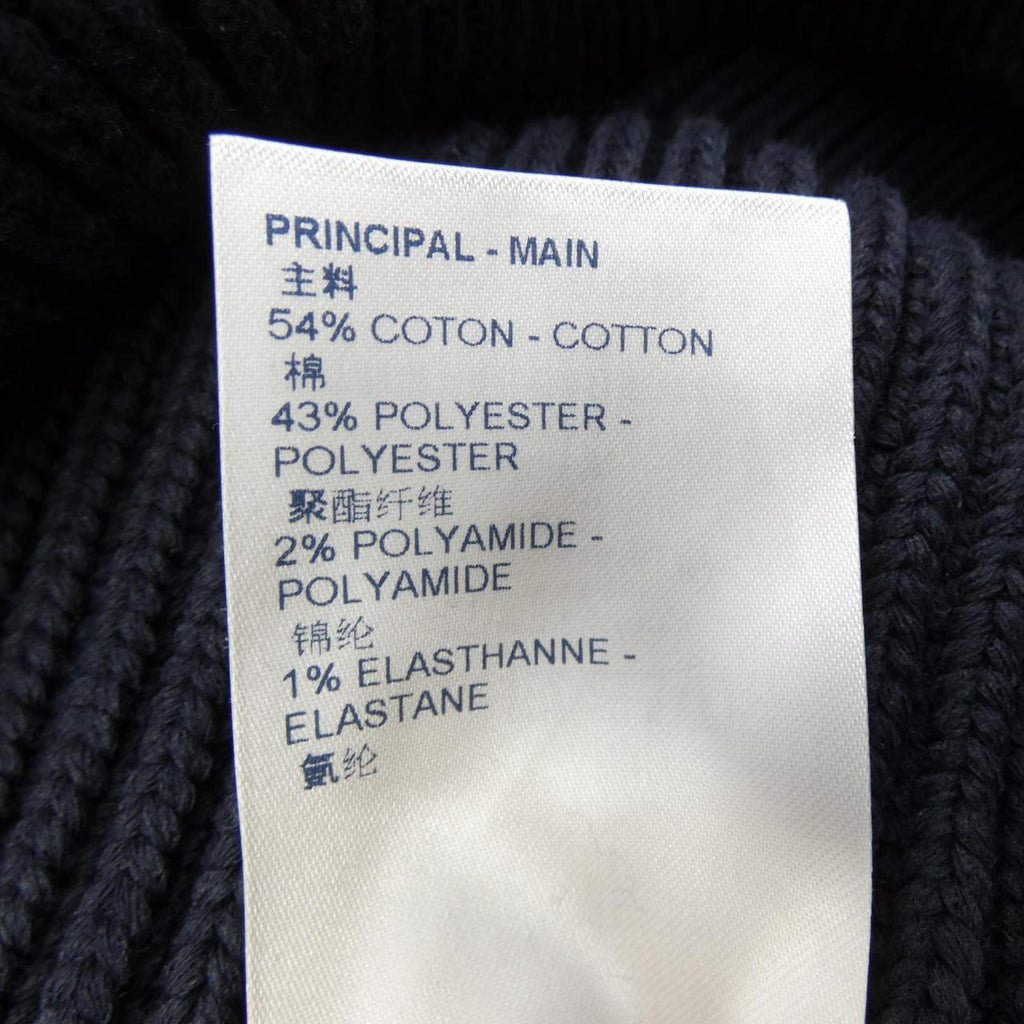 PRINCIPAL - MAIN
主料
54% COTON - COTTON
棉
43% POLYESTER -
POLYESTER
聚酯纤维
2% POLYAMIDE -
POLYAMIDE
锦纶
1% ELASTHANNE -
ELASTANE
氨纶